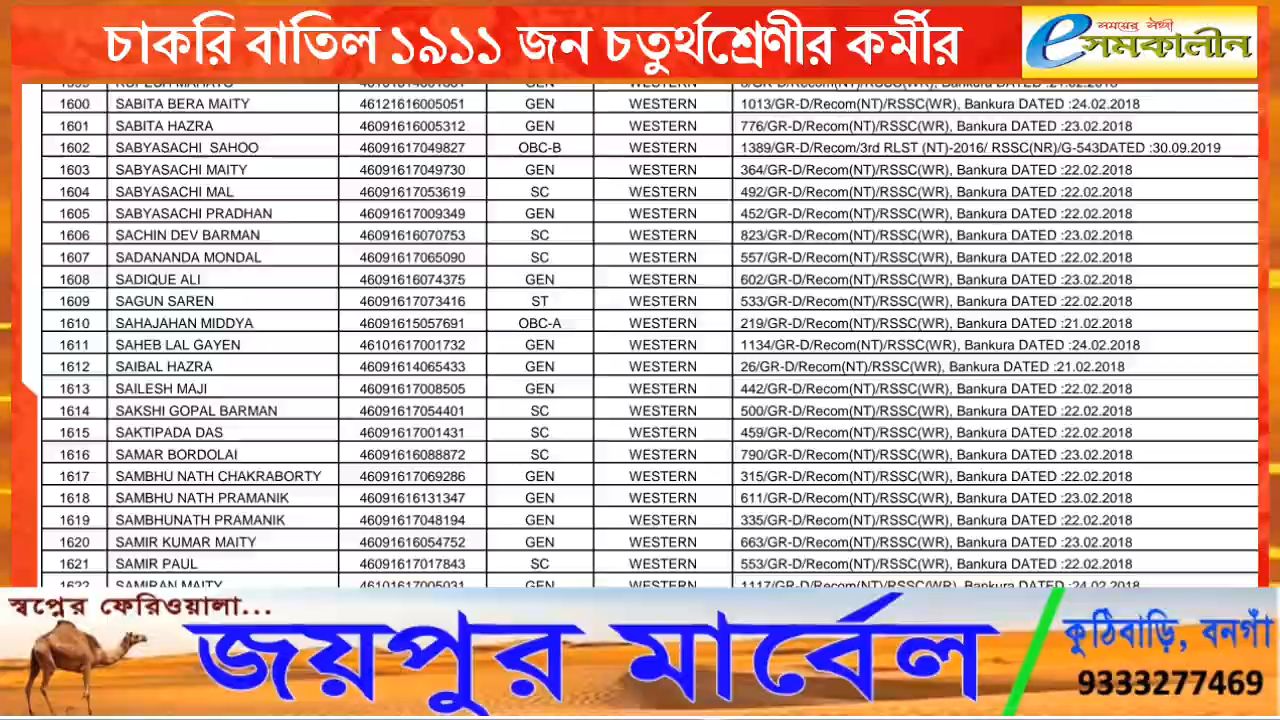 চাকরি বাতিল ১৯১১ জন চতুর্থশ্রেণীর কর্মীর
সময়ের সঙ্গী
eসমকালীন
1600 SABITA BERA MAITY 46121616005051 GEN WESTERN 1013/GR-D/Recom(NT)/RSSC(WR), Bankura DATED :24.02.2018
1601 SABITA HAZRA 46091616005312 GEN WESTERN 776/GR-D/Recom(NT)/RSSC(WR), Bankura DATED :23.02.2018
1602 SABYASACHI SAHOO 46091617049827 OBC-B WESTERN 1389/GR-D/Recom/3rd RLST (NT)-2016/ RSSC(NR)/G-543DATED :30.09.2019
1603 SABYASACHI MAITY 46091617049730 GEN WESTERN 364/GR-D/Recom(NT)/RSSC(WR), Bankura DATED :22.02.2018
1604 SABYASACHI MAL 46091617053619 SC WESTERN 492/GR-D/Recom(NT)/RSSC(WR), Bankura DATED :22.02.2018
1605 SABYASACHI PRADHAN 46091617009349 GEN WESTERN 452/GR-D/Recom(NT)/RSSC(WR), Bankura DATED :22.02.2018
1606 SACHIN DEV BARMAN 46091616070753 SC WESTERN 823/GR-D/Recom(NT)/RSSC(WR), Bankura DATED :23.02.2018
1607 SADANANDA MONDAL 46091617065090 SC WESTERN 557/GR-D/Recom(NT)/RSSC(WR), Bankura DATED :22.02.2018
1608 SADIQUE ALI 46091616074375 GEN WESTERN 602/GR-D/Recom(NT)/RSSC(WR), Bankura DATED :23.02.2018
1609 SAGUN SAREN 46091617073416 ST WESTERN 533/GR-D/Recom(NT)/RSSC(WR), Bankura DATED :22.02.2018
1610 SAHAJAHAN MIDDYA 46091615057691 OBC-A WESTERN 219/GR-D/Recom(NT)/RSSC(WR), Bankura DATED :21.02.2018
1611 SAHEB LAL GAYEN 46101617001732 GEN WESTERN 1134/GR-D/Recom(NT)/RSSC(WR), Bankura DATED :24.02.2018
1612 SAIBAL HAZRA 46091614065433 GEN WESTERN 26/GR-D/Recom(NT)/RSSC(WR), Bankura DATED :21.02.2018
1613 SAILESH MAJI 46091617008505 GEN WESTERN 442/GR-D/Recom(NT)/RSSC(WR), Bankura DATED :22.02.2018
1614 SAKSHI GOPAL BARMAN 46091617054401 SC WESTERN 500/GR-D/Recom(NT)/RSSC(WR), Bankura DATED :22.02.2018
1615 SAKTIPADA DAS 46091617001431 SC WESTERN 459/GR-D/Recom(NT)/RSSC(WR), Bankura DATED :22.02.2018
1616 SAMAR BORDOLAI 46091616088872 SC WESTERN 790/GR-D/Recom(NT)/RSSC(WR), Bankura DATED :23.02.2018
1617 SAMBHU NATH CHAKRABORTY 46091617069286 GEN WESTERN 315/GR-D/Recom(NT)/RSSC(WR), Bankura DATED :22.02.2018
1618 SAMBHU NATH PRAMANIK 46091616131347 GEN WESTERN 611/GR-D/Recom(NT)/RSSC(WR), Bankura DATED :23.02.2018
1619 SAMBHUNATH PRAMANIK 46091617048194 GEN WESTERN 335/GR-D/Recom(NT)/RSSC(WR), Bankura DATED :22.02.2018
1620 SAMIR KUMAR MAITY 46091616054752 GEN WESTERN 663/GR-D/Recom(NT)/RSSC(WR), Bankura DATED :23.02.2018
1621 SAMIR PAUL 46091617017843 SC WESTERN 553/GR-D/Recom(NT)/RSSC(WR), Bankura DATED :22.02.2018
1622 SAMIRAN MAITY 46101617005031 GEN WESTERN 1117/GR-D/Recom(NT)/RSSC(WR), Bankura DATED :24.02.2018
স্বপ্নের ফেরিওয়ালা...
জয়পুর মার্বেল
কুঠিবাড়ি, বনগাঁ
9333277469